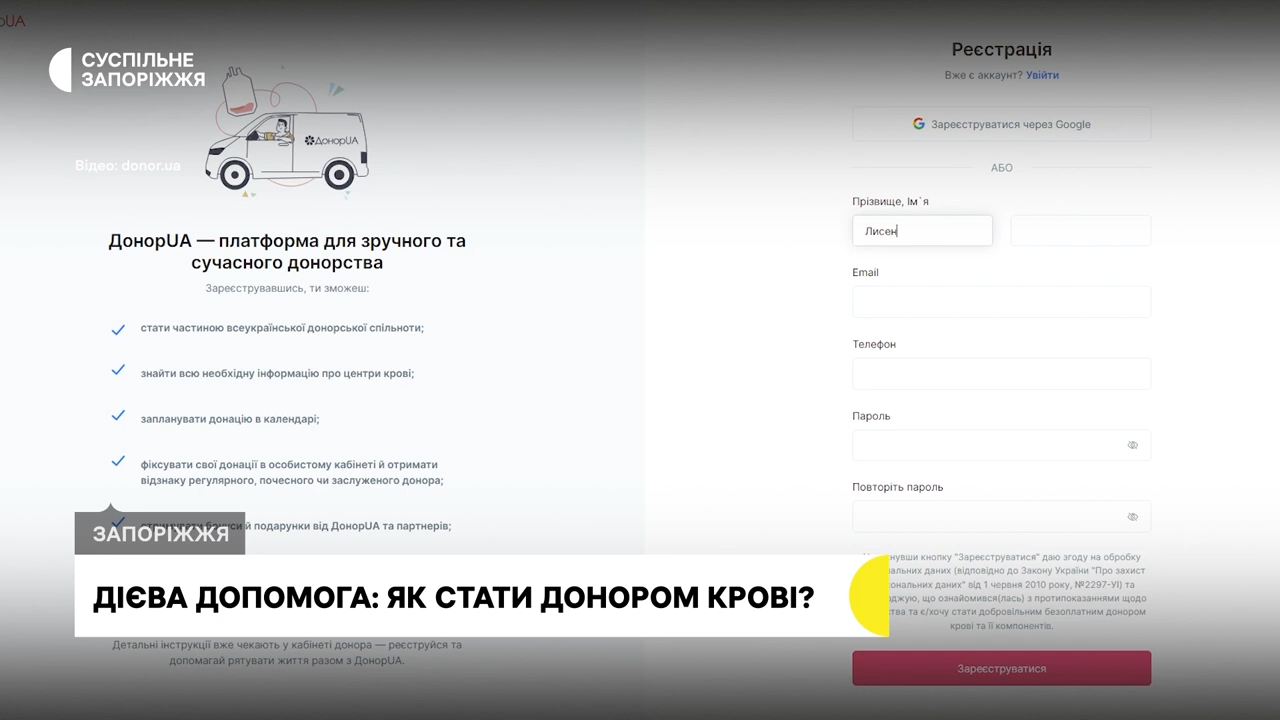 СУСПІЛЬНЕ
ЗАПОРІЖЖЯ
Відео: donor.ua
ДонорUA
ДонорUA — платформа для зручного та
сучасного донорства
Зареєструвавшись, ти зможеш:
стати частиною всеукраїнської донорської спільноти;
знайти всю необхідну інформацію про центри крові;
запланувати донацію в календарі;
фіксувати свої донації в особистому кабінеті й отримати
відзнаку регулярного, почесного чи заслуженого донора;
отримувати бонуси й подарунки від ДонорUA та партнерів;
Детальні інструкції вже чекають у кабінеті донора — реєструйся та
допомагай рятувати життя разом з ДонорUA.
Реєстрація
Вже є аккаунт? Увійти
Зареєструватися через Google
АБО
Прізвище, Ім`я
Лисен
Email
Телефон
Пароль
Повторіть пароль
кнопку "Зареєструватися" даю згоду на обробку
даних (відповідно до Закону України "Про захист
даних" від 1 червня 2010 року, №2297-УІ) та
що ознайомився(лась) з протипоказаннями щодо
та є/хочу стати добровільним безоплатним донором
крові та її компонентів.
Зареєструватися
ЗАПОРІЖЖЯ
ДІЄВА ДОПОМОГА: ЯК СТАТИ ДОНОРОМ КРОВІ?